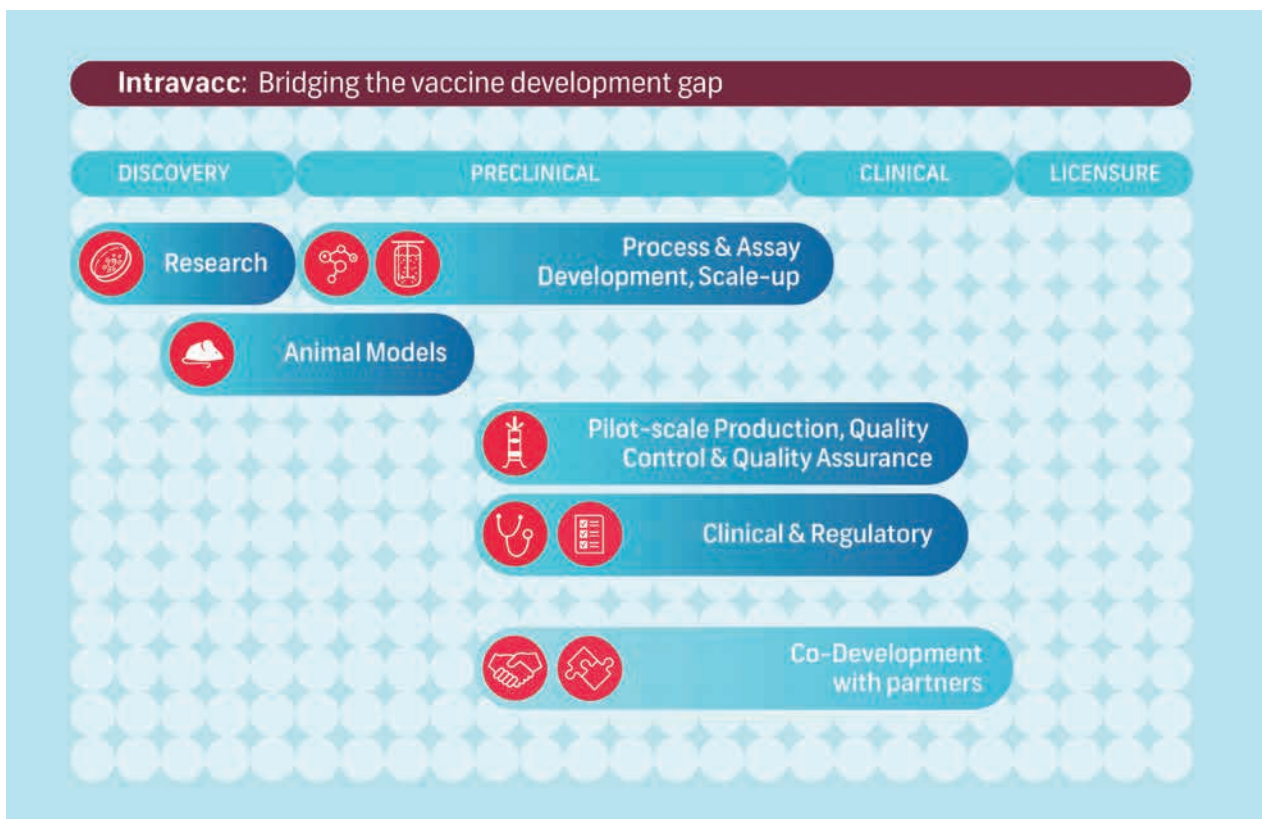 Intravacc: Bridging the vaccine development gap
DISCOVERY
PRECLINICAL
CLINICAL
LICENSURE
Research
Process & Assay
Development, Scale-up
Animal Models
Pilot-scale Production, Quality
Control & Quality Assurance
Clinical & Regulatory
Co-Development
with partners